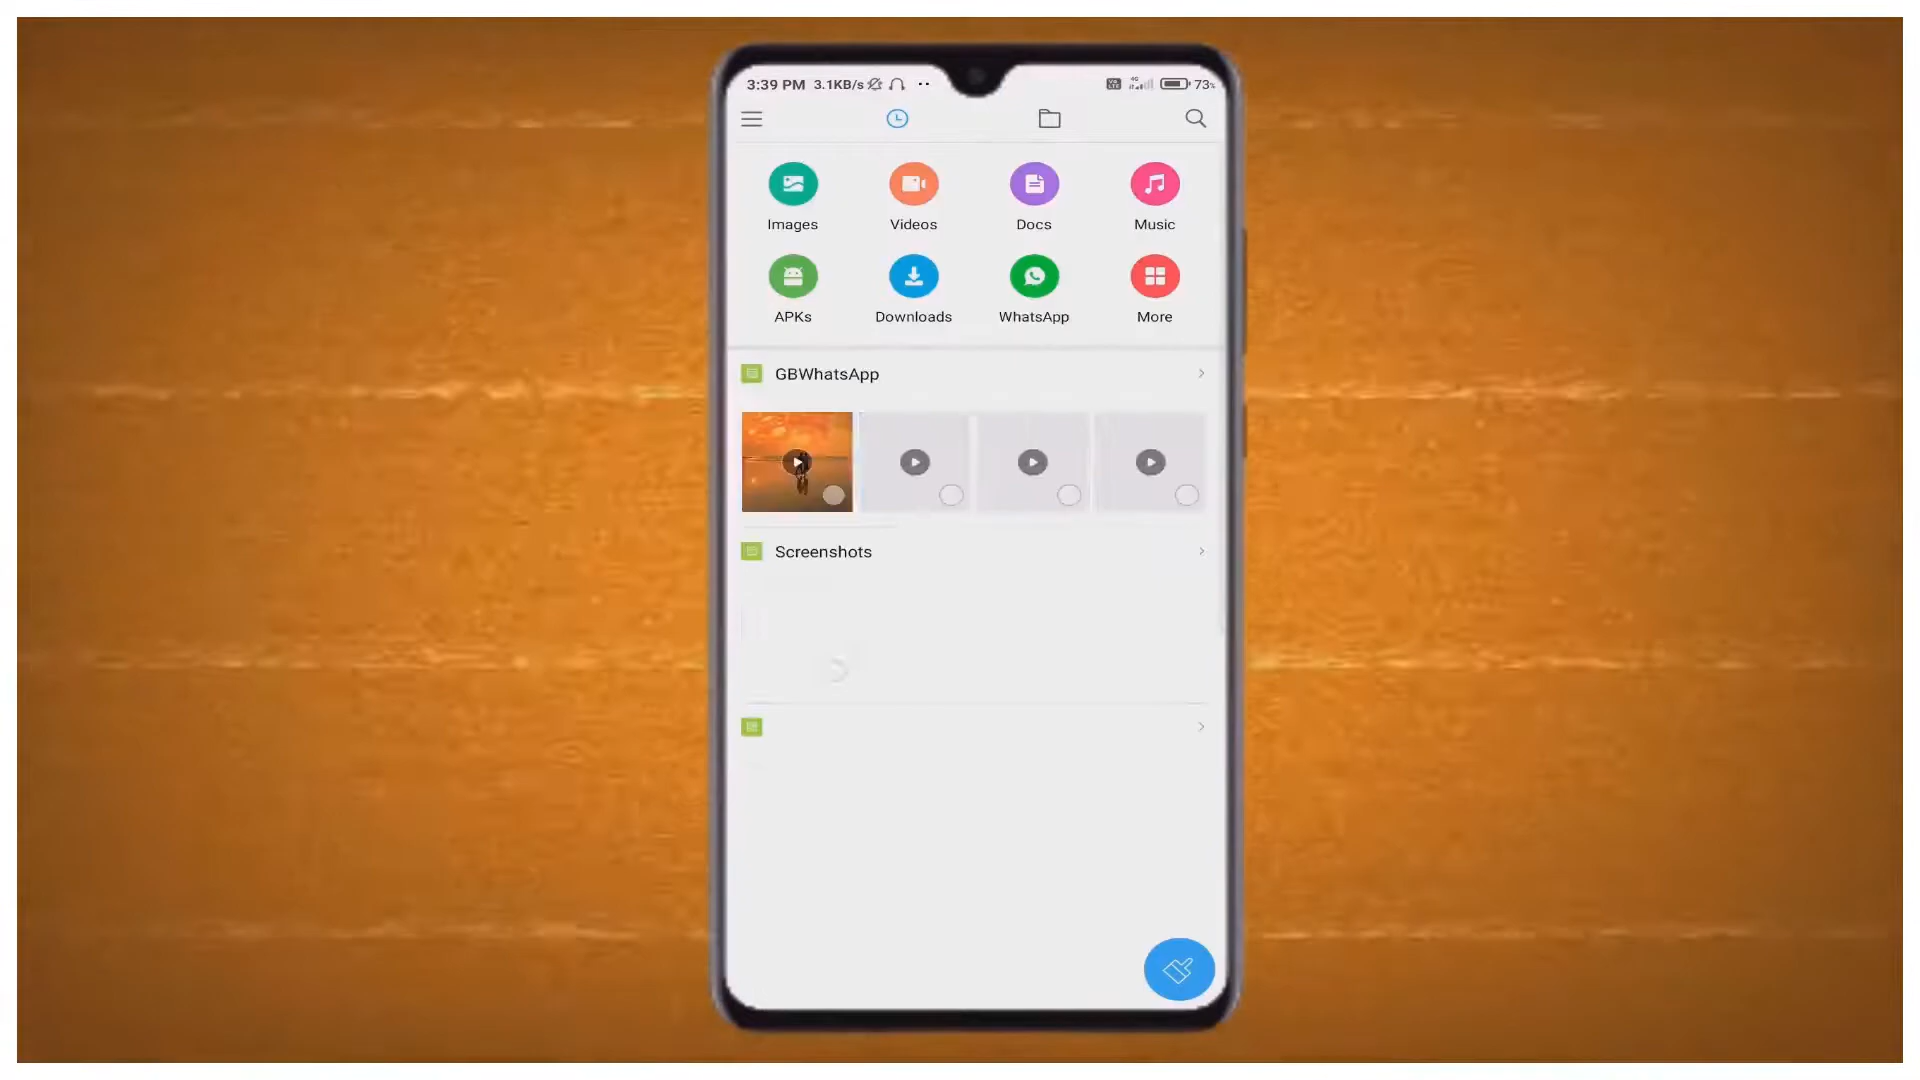 3:39 PM 3.1KB/s 73%
Images Videos Docs Music
APKs Downloads WhatsApp More
GBWhatsApp
Screenshots